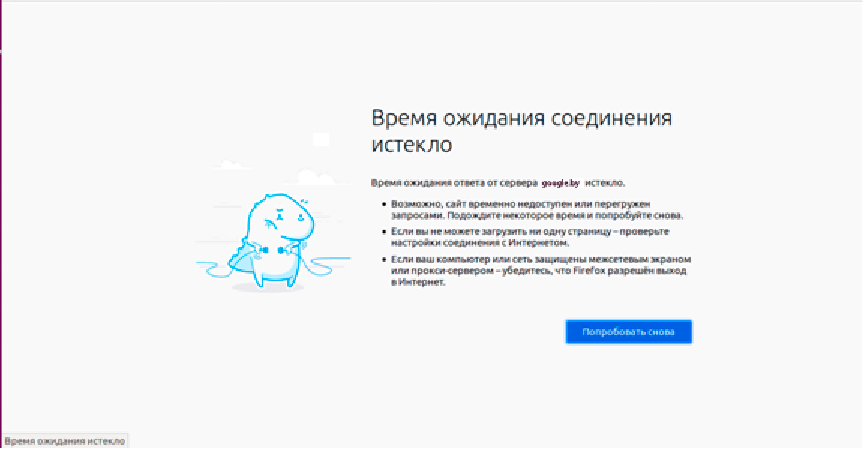 Время ожидания соединения
истекло
Время ожидания ответа от сервера google.by истекло.
• Возможно, сайт временно недоступен или перегружен
запросами. Подождите некоторое время и попробуйте снова.
• Если вы не можете загрузить ни одну страницу – проверьте
настройки соединения с Интернетом.
• Если ваш компьютер или сеть защищены межсетевым экраном
или прокси-сервером – убедитесь, что Firefox разрешён выход
в Интернет.
Попробовать снова
Время ожидания истекло